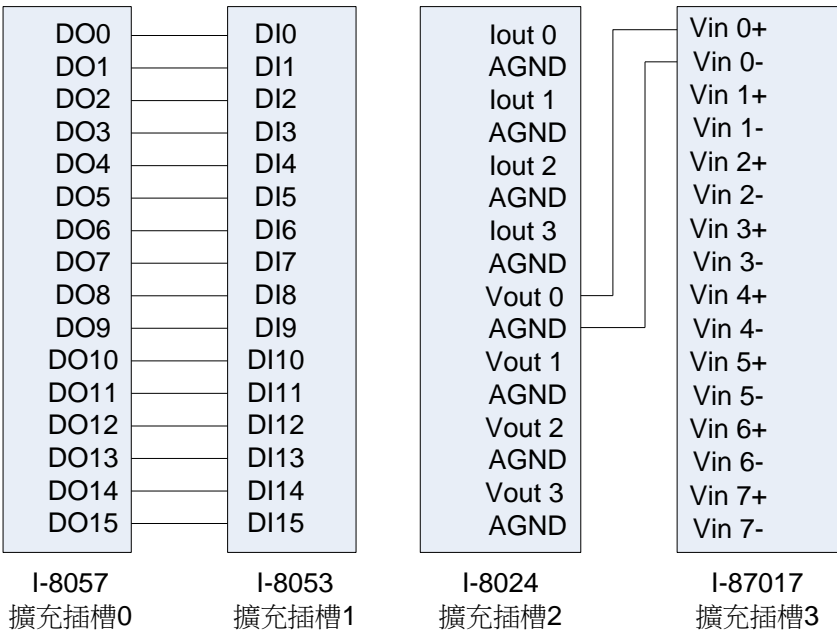 DO0
DO1
DO2
DO3
DO4
DO5
DO6
DO7
DO8
DO9
DO10
DO11
DO12
DO13
DO14
DO15
I-8057
擴充插槽0
DI0
DI1
DI2
DI3
DI4
DI5
DI6
DI7
DI8
DI9
DI10
DI11
DI12
DI13
DI14
DI15
I-8053
擴充插槽1
Iout 0
AGND
Iout 1
AGND
Iout 2
AGND
Iout 3
AGND
Vout 0
AGND
Vout 1
AGND
Vout 2
AGND
Vout 3
AGND
I-8024
擴充插槽2
Vin 0+
Vin 0-
Vin 1+
Vin 1-
Vin 2+
Vin 2-
Vin 3+
Vin 3-
Vin 4+
Vin 4-
Vin 5+
Vin 5-
Vin 6+
Vin 6-
Vin 7+
Vin 7-
I-87017
擴充插槽3